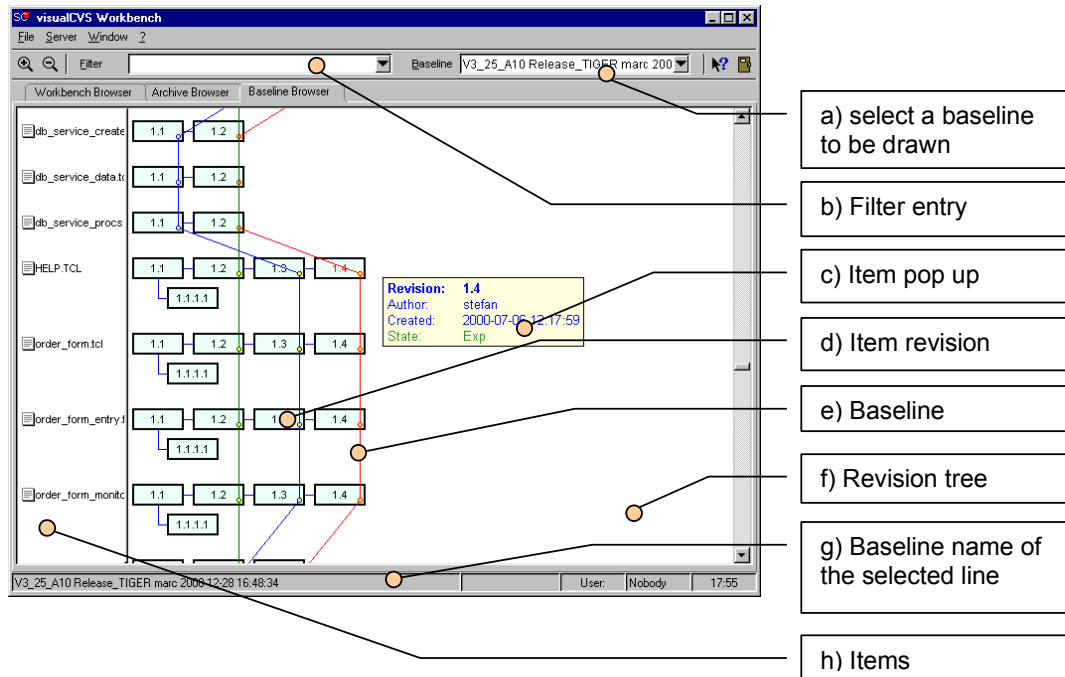 visualCVS Workbench
File Server Window ?
Filter Baseline V3_25_A10 Release_TIGER marc 200
Workbench Browser Archive Browser Baseline Browser
a) select a baseline
to be drawn
b) Filter entry
c) Item pop up
d) Item revision
e) Baseline
f) Revision tree
g) Baseline name of
the selected line
h) Items
db_service_create 1.1 1.2
db_service_data.tc 1.1 1.2
db_service_procs 1.1 1.2
HELP.TCL 1.1 1.2 1.3 1.4
1.1.1.1
Revision: 1.4
Author: stefan
Created: 2000-07-06 12:17:59
State: Exp
order_form.tcl 1.1 1.2 1.3 1.4
1.1.1.1
order_form_entry.t 1.1 1.2 1.4
1.1.1.1
order_form_monitc 1.1 1.2 1.3 1.4
1.1.1.1
V3_25_A10 Release_TIGER marc 2000-12-28 16:48:34 User: Nobody 17:55